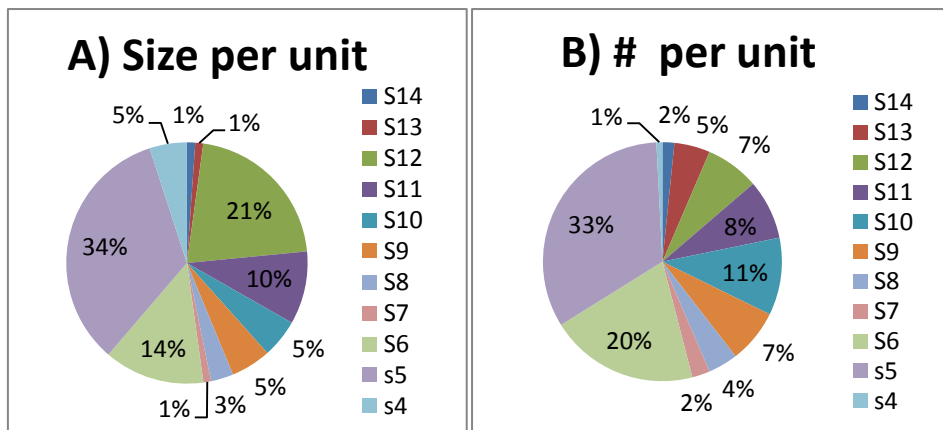 A) Size per unit
5%
1%
1%
21%
10%
5%
5%
3%
1%
14%
34%
S14
S13
S12
S11
S10
S9
S8
S7
S6
s5
s4
B) # per unit
1%
2%
5%
7%
8%
11%
7%
4%
2%
20%
33%
S14
S13
S12
S11
S10
S9
S8
S7
S6
s5
s4